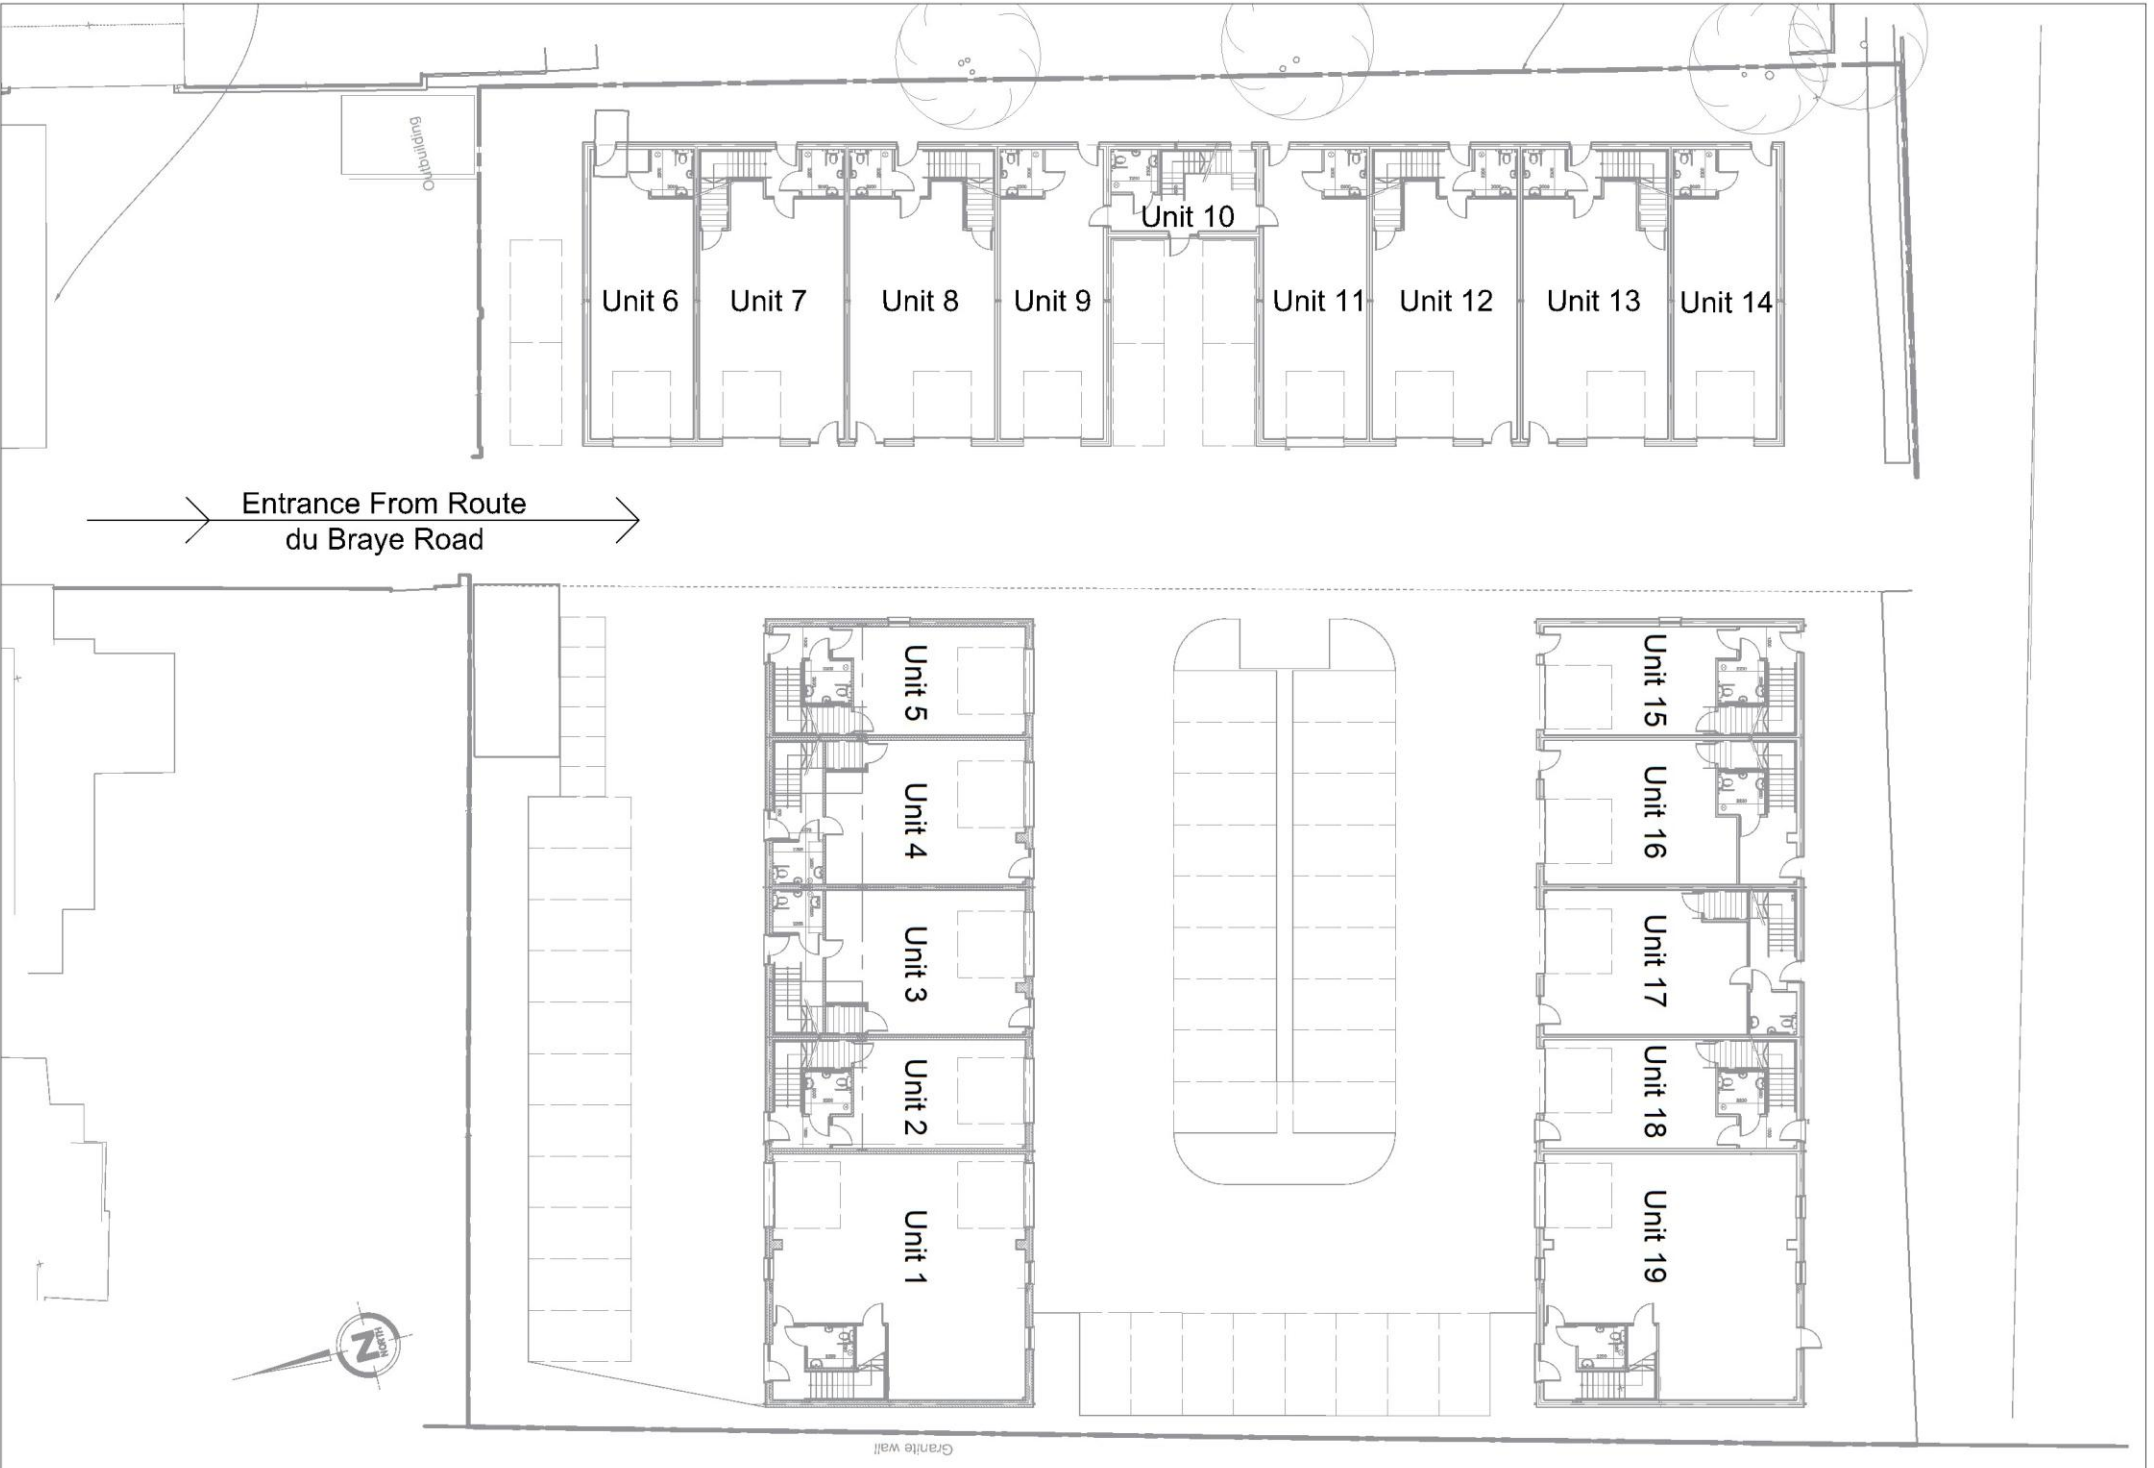 Outbuilding
Unit 10
Unit 6
Unit 7
Unit 8
Unit 9
Unit 11
Unit 12
Unit 13
Unit 14
Entrance From Route
du Braye Road
Unit 5
Unit 4
Unit 3
Unit 2
Unit 1
Unit 15
Unit 16
Unit 17
Unit 18
Unit 19
N
NORTH
Granite wall